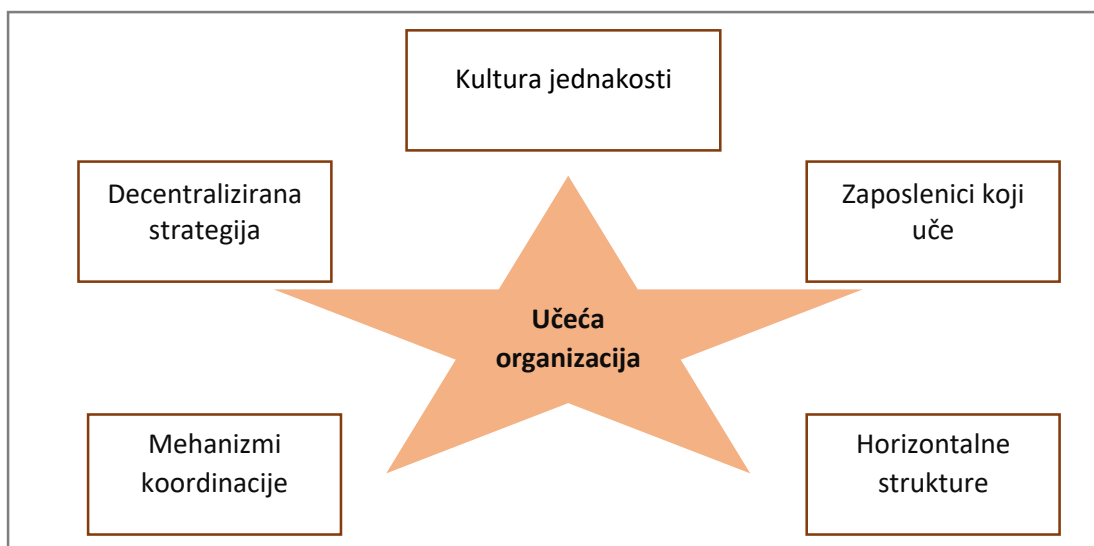 Kultura jednakosti
Decentralizirana
strategija
Zaposlenici koji
uče
Učeća
organizacija
Mehanizmi
koordinacije
Horizontalne
strukture